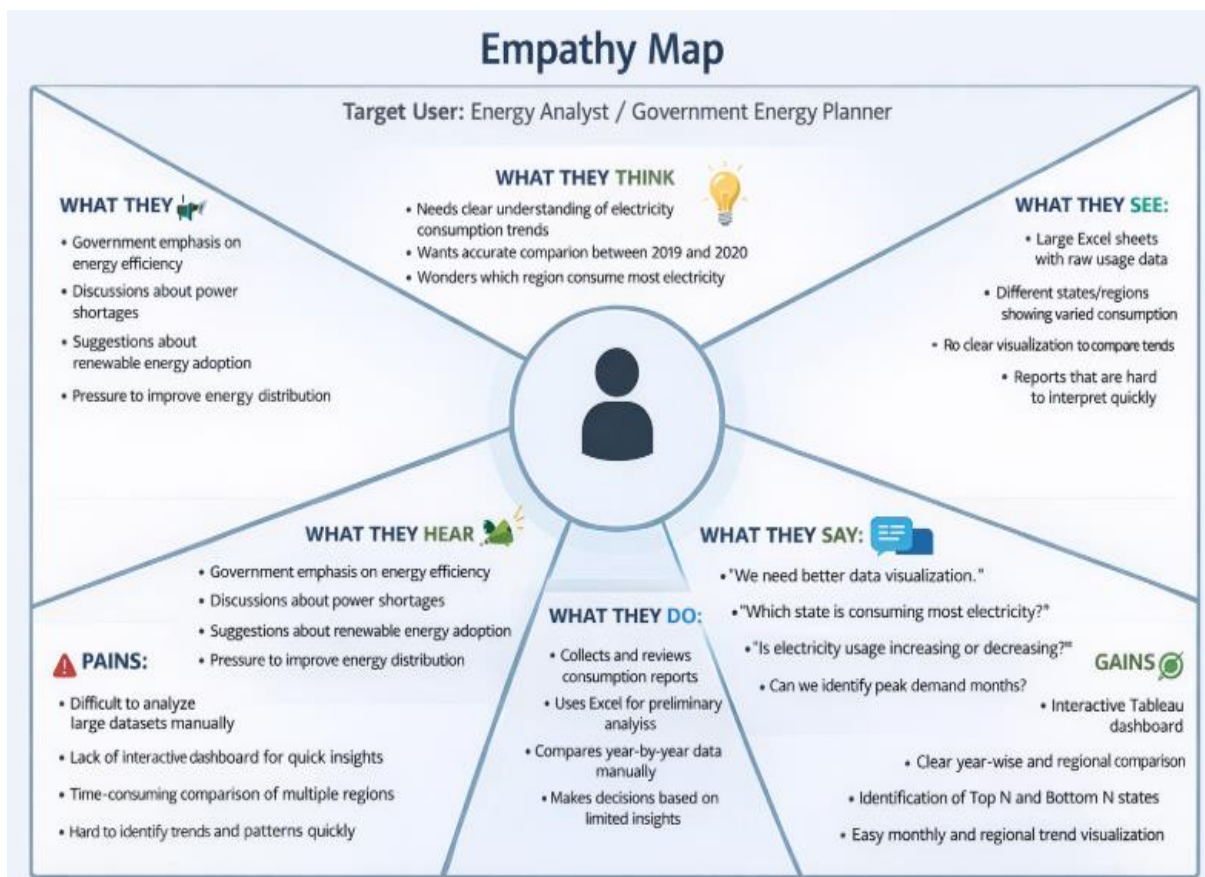 Empathy Map
Target User: Energy Analyst / Government Energy Planner
WHAT THEY THINK
• Needs clear understanding of electricity
consumption trends
• Wants accurate comparion between 2019 and 2020
• Wonders which region consume most electricity
WHAT THEY
• Government emphasis on
energy efficiency
• Discussions about power
shortages
• Suggestions about
renewable energy adoption
• Pressure to improve energy distribution
WHAT THEY SEE:
• Large Excel sheets
with raw usage data
• Different states/regions
showing varied consumption
• Ro clear visualization to compare tends
• Reports that are hard
to interpret quickly
WHAT THEY HEAR
• Government emphasis on energy efficiency
• Discussions about power shortages
• Suggestions about renewable energy adoption
• Pressure to improve energy distribution
WHAT THEY SAY:
• "We need better data visualization."
• "Which state is consuming most electricity?"
• "Is electricity usage increasing or decreasing?"
• Can we identify peak demand months?
WHAT THEY DO:
• Collects and reviews
consumption reports
• Uses Excel for preliminary
analyiss
• Compares year-by-year data
manually
• Makes decisions based on
limited insights
PAINS:
• Difficult to analyze
large datasets manually
• Lack of interactive dashboard for quick insights
• Time-consuming comparison of multiple regions
• Hard to identify trends and patterns quickly
GAINS
• Interactive Tableau
dashboard
• Clear year-wise and regional comparison
• Identification of Top N and Bottom N states
• Easy monthly and regional trend visualization